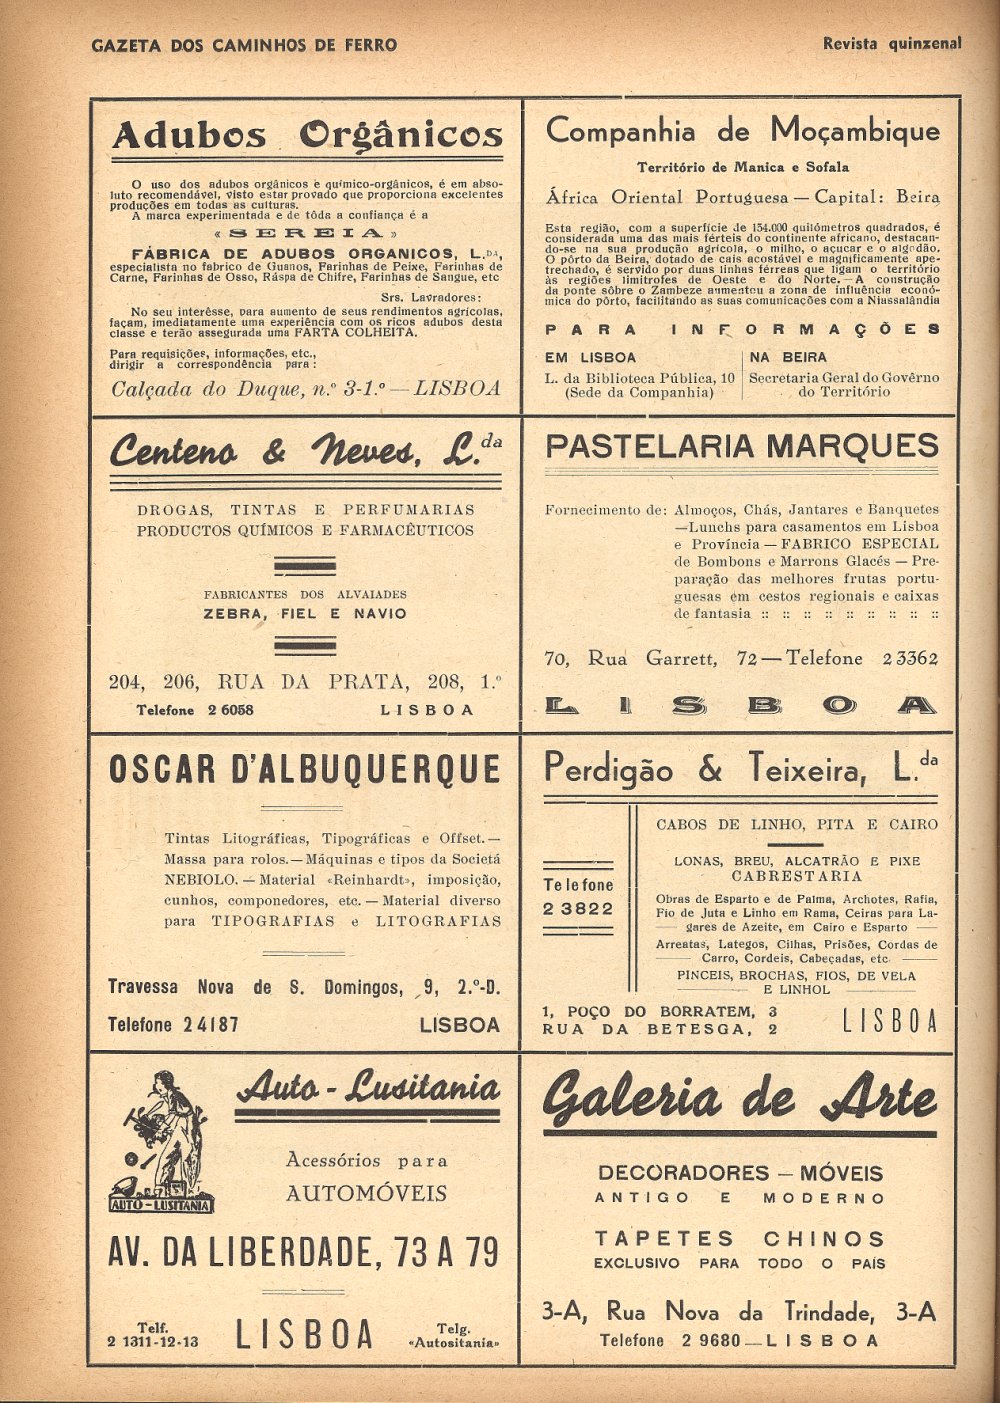 GAZETA DOS CAMINHOS DE FERRO
Revista quinzenal
Adubos Orgânicos
O uso dos adubos orgânicos e químico-orgânicos, é em abso-
luto recomendável, visto estar provado que proporciona excelentes
produções em todas as culturas.
A marca experimentada e de tôda a confiança é a
« SEREIA »
FÁBRICA DE ADUBOS ORGANICOS, L.DA,
especialista no fabrico de Guanos, Farinhas de Peixe, Farinhas de
Carne, Farinhas de Osso, Ráspa de Chifre, Farinhas de Sangue, etc
Srs. Lavradores:
No seu interêsse, para aumento de seus rendimentos agrícolas,
façam, imediatamente uma experiência com os ricos adubos desta
classe e terão assegurada uma FARTA COLHEITA.
Para requisições, informações, etc.,
dirigir a correspondência para:
Calçada do Duque, n.º 3-1.º — LISBOA
Companhia de Moçambique
Território de Manica e Sofala
África Oriental Portuguesa — Capital: Beira
Esta região, com a superfície de 154.000 quilómetros quadrados, é
considerada uma das mais férteis do continente africano, destacan-
do-se na sua produção agrícola, o milho, o açucar e o algodão.
O pôrto da Beira, dotado de cais acostável e magnificamente ape-
trechado, é servido por duas linhas férreas que ligam o território
às regiões limítrofes de Oeste e do Norte. A construção
da ponte sôbre o Zambeze aumentou a zona de influência econó-
mica do pôrto, facilitando as suas comunicações com a Niassalândia
PARA INFORMAÇÕES
EM LISBOA
L. da Biblioteca Pública, 10
(Sede da Companhia)
NA BEIRA
Secretaria Geral do Govêrno
do Território
Centeno & Neves, L.da
DROGAS, TINTAS E PERFUMARIAS
PRODUCTOS QUÍMICOS E FARMACÊUTICOS
FABRICANTES DOS ALVAIADES
ZEBRA, FIEL E NAVIO
204, 206, RUA DA PRATA, 208, 1.º
Telefone 2 6058 LISBOA
PASTELARIA MARQUES
Fornecimento de: Almoços, Chás, Jantares e Banquetes
—Lunchs para casamentos em Lisboa
e Província — FABRICO ESPECIAL
de Bombons e Marrons Glacés — Pre-
paração das melhores frutas portu-
guesas em cestos regionais e caixas
de fantasia :: :: :: :: :: :: :: :: ::
70, Rua Garrett, 72 — Telefone 2 3362
LISBOA
OSCAR D'ALBUQUERQUE
Tintas Litográficas, Tipográficas e Offset.—
Massa para rolos.—Máquinas e tipos da Societá
NEBIOLO. — Material «Reinhardt», imposição,
cunhos, componedores, etc. — Material diverso
para TIPOGRAFIAS e LITOGRAFIAS
Travessa Nova de S. Domingos, 9, 2.º-D.
Telefone 2 4187 LISBOA
Perdigão & Teixeira, L.da
Telefone
2 3822
CABOS DE LINHO, PITA E CAIRO
LONAS, BREU, ALCATRÃO E PIXE
CABRESTARIA
Obras de Esparto e de Palma, Archotes, Rafia,
Fio de Juta e Linho em Rama, Ceiras para La-
gares de Azeite, em Cairo e Esparto
Arreatas, Lategos, Cilhas, Prisões, Cordas de
Carro, Cordeis, Cabeçadas, etc.
PINCEIS, BROCHAS, FIOS, DE VELA
E LINHOL
1, POÇO DO BORRATEM, 3
RUA DA BETESGA, 2
LISBOA
Auto - Lusitania
AUTO-LUSITANIA
Acessórios para
AUTOMÓVEIS
AV. DA LIBERDADE, 73 A 79
Telf.
2 1311-12-13
LISBOA
Telg.
«Autositania»
Galeria de Arte
DECORADORES — MÓVEIS
ANTIGO E MODERNO
TAPETES CHINOS
EXCLUSIVO PARA TODO O PAÍS
3-A, Rua Nova da Trindade, 3-A
Telefone 2 9680—LISBOA